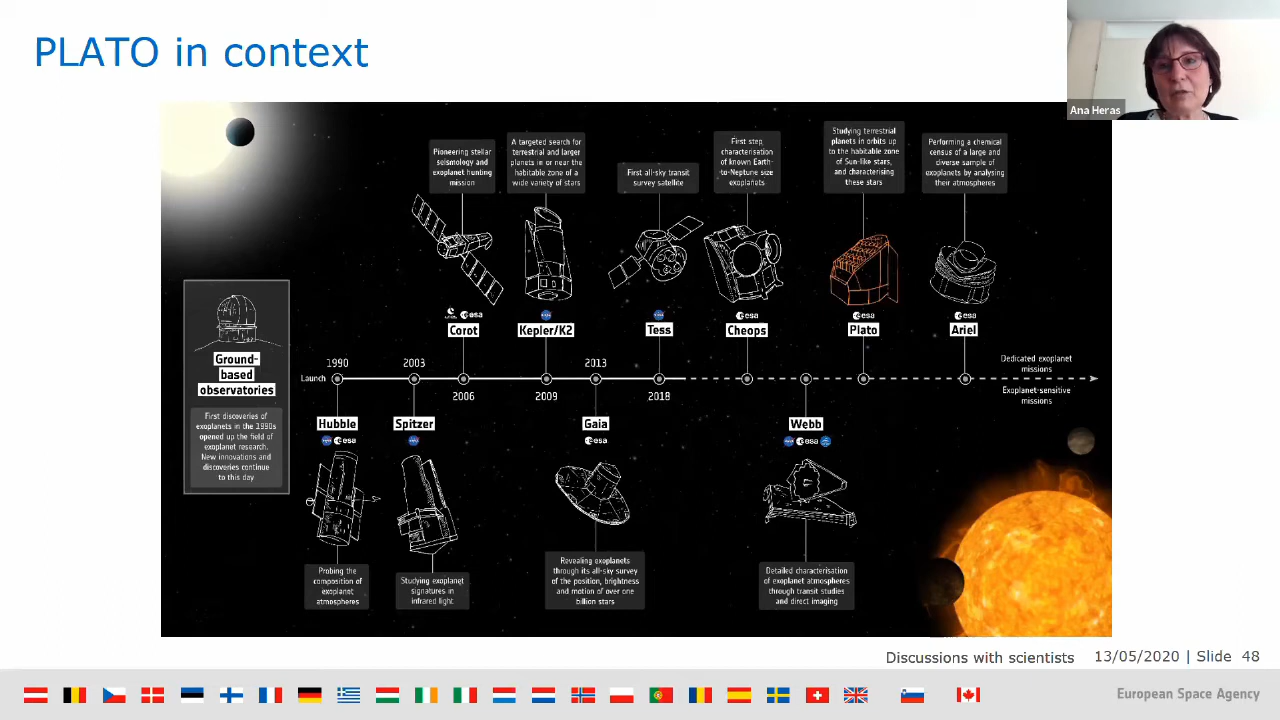 PLATO in context
Ana Heras
Pioneering stellar
seismology and
exoplanet hunting
mission
A targeted search for
terrestrial and larger
planets in or near the
habitable zone of a
wide variety of stars
First all-sky transit
survey satellite
First step
characterisation
of known Earth-
to-Neptune size
exoplanets
Studying terrestrial
planets in orbits up
to the habitable zone
of Sun-like stars,
and characterising
these stars
Performing a chemical
census of a large and
diverse sample of
exoplanets by analysing
their atmospheres
esa
esa
esa
esa
Corot
Kepler/K2
Tess
Cheops
Plato
Ariel
Ground-
based
observatories
First discoveries of
exoplanets in the 1990s
opened up the field of
exoplanet research.
New innovations and
discoveries continue
to this day
1990
2003
2013
Launch
2006
2009
2018
Dedicated exoplanet
missions
Exoplanet-sensitive
missions
Hubble
Spitzer
Gaia
Webb
esa
esa
esa
Probing the
composition of
exoplanet
atmospheres
Studying exoplanet
signatures in
infrared light
Revealing exoplanets
through its all-sky survey
of the position, brightness
and motion of over one
billion stars
Detailed characterisation
of exoplanet atmospheres
through transit studies
and direct imaging
Discussions with scientists 13/05/2020 | Slide 48
European Space Agency